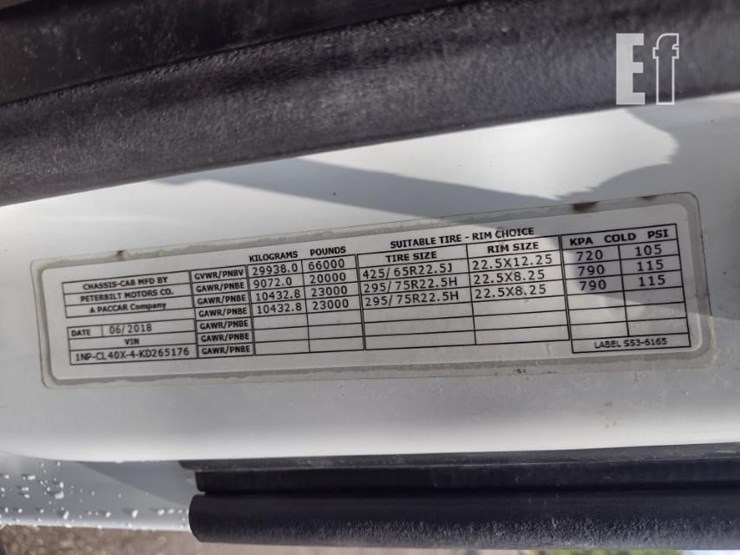 Ef
KILOGRAMS POUNDS SUITABLE TIRE - RIM CHOICE KPA COLD PSI
TIRE SIZE RIM SIZE
CHASSIS-CAB MFD BY GVWR/PNBV 29938.0 66000
PETERBILT MOTORS CO. GAWR/PNBE 9072.0 20000 425/ 65R22.5J 22.5X12.25 720 105
A PACCAR Company GAWR/PNBE 10432.8 23000 295/ 75R22.5H 22.5X8.25 790 115
GAWR/PNBE 10432.8 23000 295/ 75R22.5H 22.5X8.25 790 115
DATE 06/2018 GAWR/PNBE
VIN GAWR/PNBE
1NP-CL40X-4-KD265176 GAWR/PNBE
LABEL S53-6165